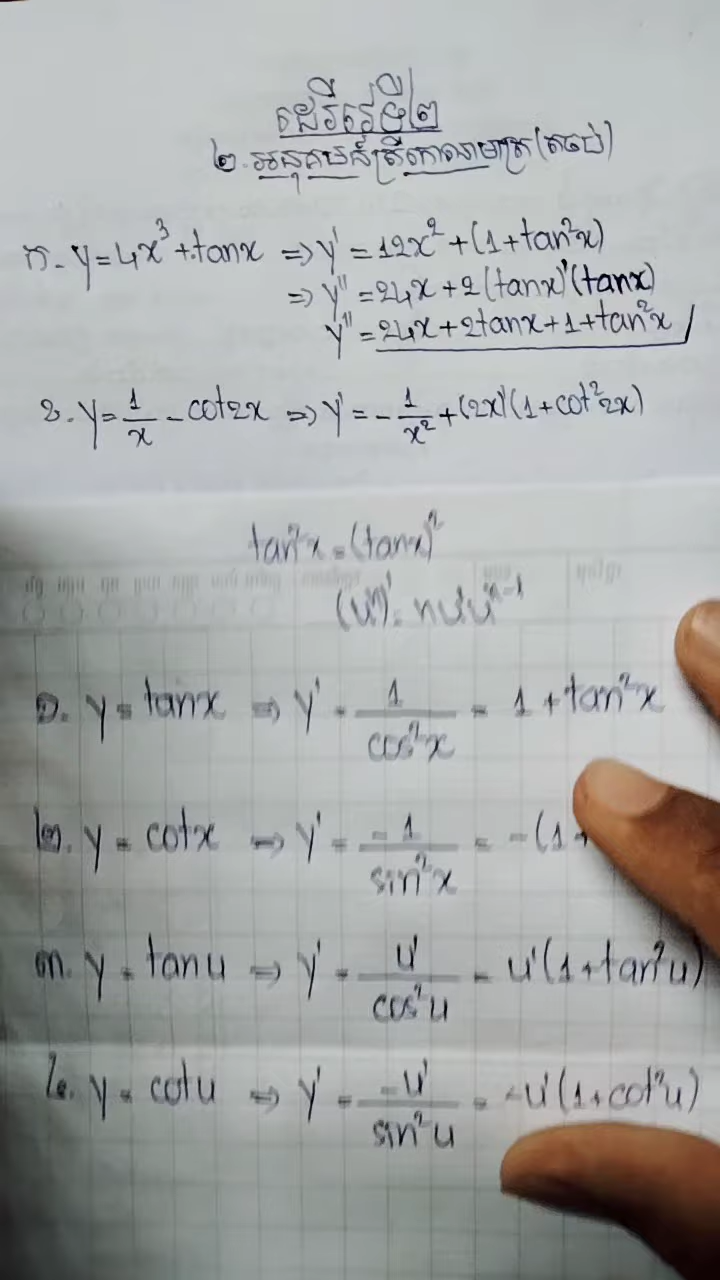 ដេរីវេទី២
២.អនុគមន៍ត្រីកោណមាត្រ(តចប់)
ក- y=4x³+tanx ⇒ y'=12x²+(1+tan²x)
⇒ y''=24x+2(tanx)'(tanx)
y''=24x+2tanx+1+tan²x
ខ. y=1/x-cot2x ⇒ y'=-1/x²+(2x)'(1+cot²2x)
tan²x=(tanx)²
(uⁿ)'=nu'uⁿ⁻¹
១. y=tanx ⇒ y'=1/cos²x=1+tan²x
២. y=cotx ⇒ y'=-1/sin²x=-(1+
៣. y=tanu ⇒ y'=u'/cos²u=u'(1+tan²u)
៤. y=cotu ⇒ y'=-u'/sin²u=-u'(1+cot²u)